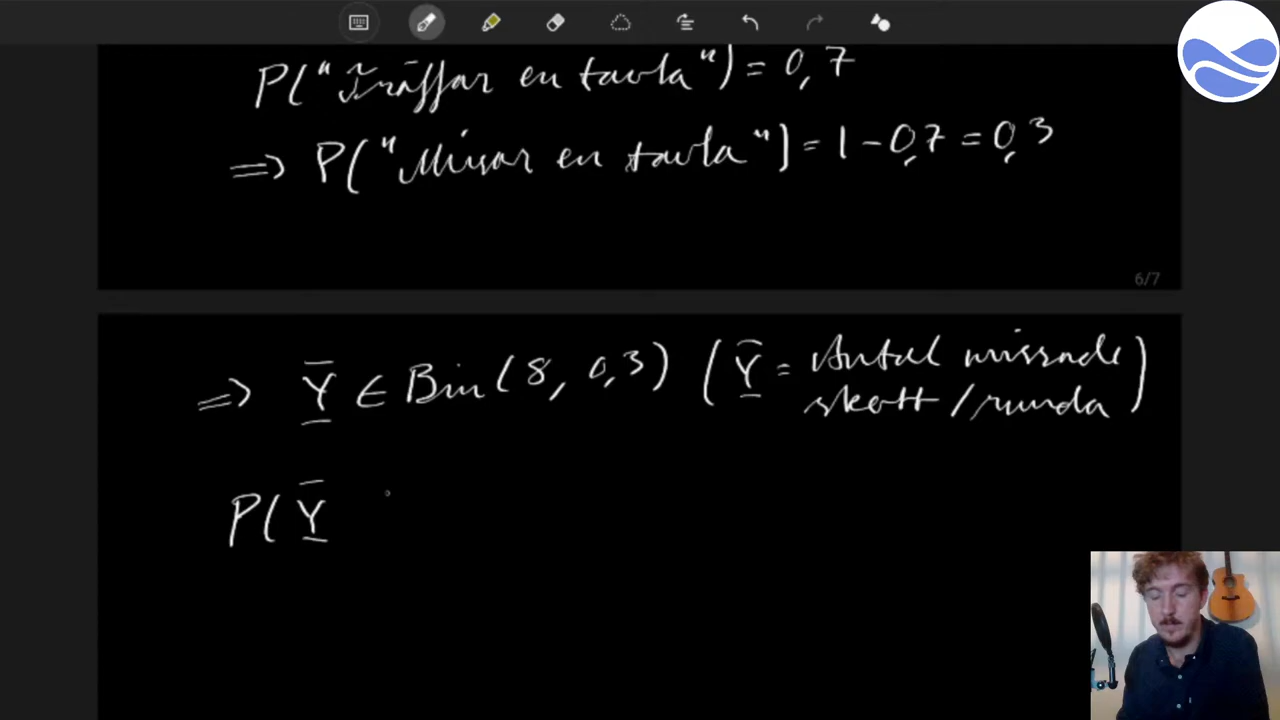 P("Träffar en tavla") = 0,7
=> P("Missar en tavla") = 1 - 0,7 = 0,3
6/7
=> Y ∈ Bin(8, 0,3) (Y = Antal missade
skott/runda)
P(Y